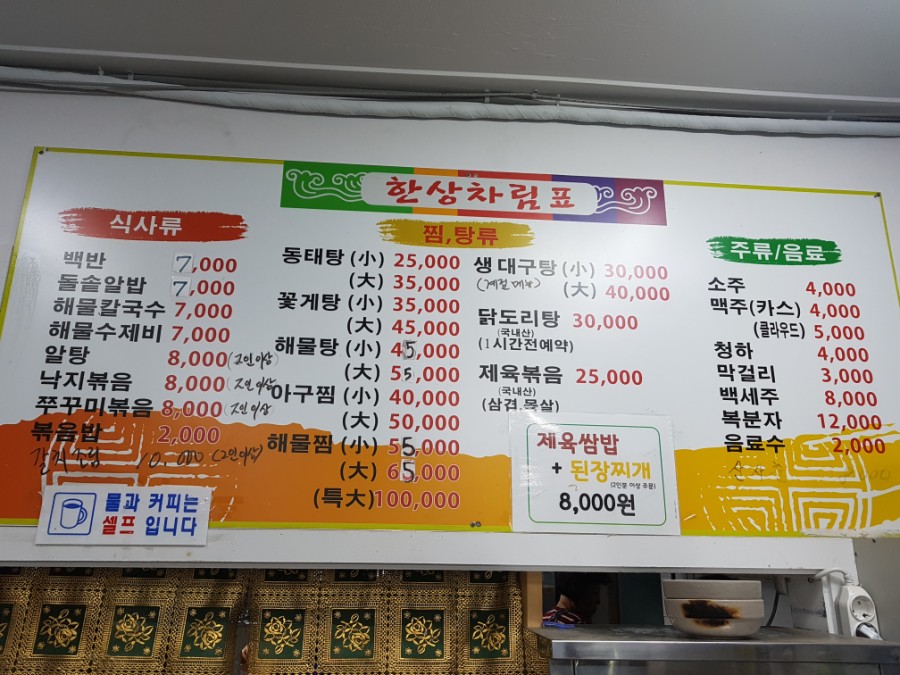 한상차림표
식사류
백반 7,000
돌솥알밥 7,000
해물칼국수 7,000
해물수제비 7,000
알탕 8,000 (2인이상)
낙지볶음 8,000 (2인이상)
쭈꾸미볶음 8,000 (2인이상)
볶음밥 2,000
10,000 (2인이상)
물과 커피는
셀프 입니다
찜,탕류
동태탕 (小) 25,000
(大) 35,000
꽃게탕 (小) 35,000
(大) 45,000
해물탕 (小) 45,000
(大) 55,000
아구찜 (小) 40,000
(大) 50,000
해물찜 (小) 55,000
(大) 65,000
(특大) 100,000
생대구탕 (小) 30,000
(계절메뉴) (大) 40,000
닭도리탕 30,000
(국내산)
(1시간전예약)
제육볶음 25,000
(국내산)
(삼겹,목살)
제육쌈밥
+ 된장찌개
(2인분 이상 주문)
8,000원
주류/음료
소주 4,000
맥주(카스) 4,000
(클라우드) 5,000
청하 4,000
막걸리 3,000
백세주 8,000
복분자 12,000
음료수 2,000